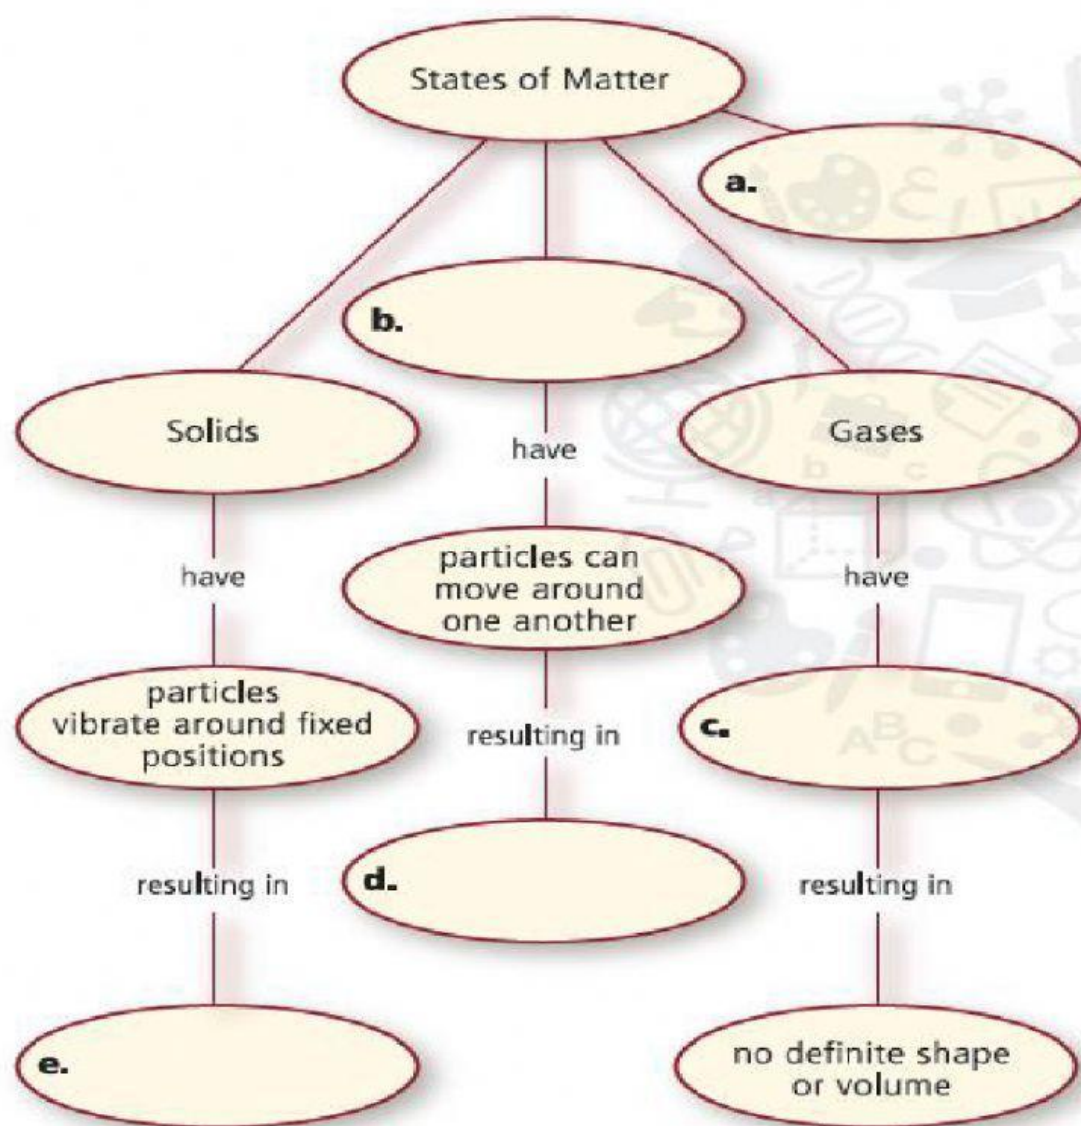 States of Matter
a.
b.
Solids
Gases
have
have
have
particles can
move around
one another
particles
vibrate around fixed
positions
resulting in
c.
resulting in
d.
resulting in
e.
no definite shape
or volume
a
b
c
e
ABC